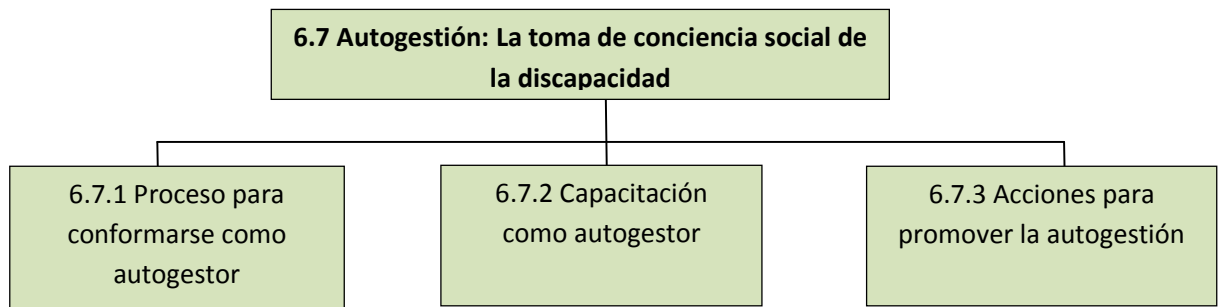 6.7 Autogestión: La toma de conciencia social de
la discapacidad
6.7.1 Proceso para
conformarse como
autogestor
6.7.2 Capacitación
como autogestor
6.7.3 Acciones para
promover la autogestión